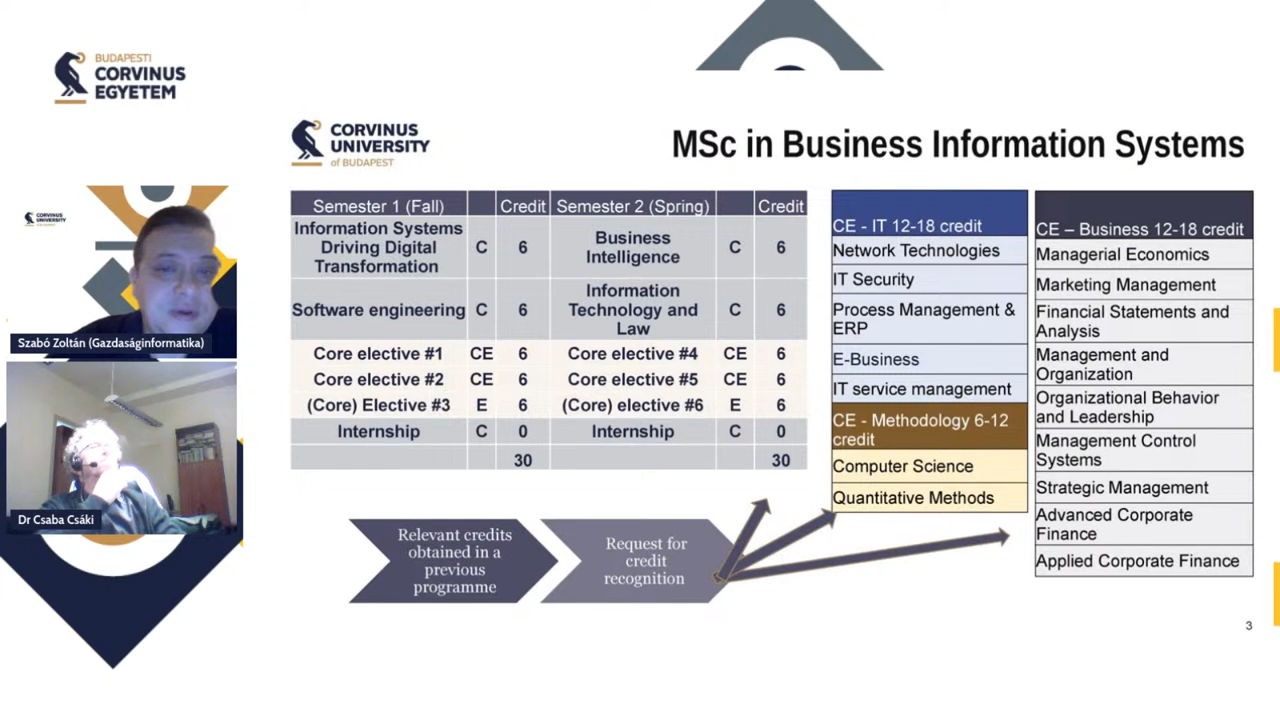 BUDAPESTI
CORVINUS
EGYETEM
CORVINUS
UNIVERSITY
of BUDAPEST
MSc in Business Information Systems
CORVINUS
UNIVERSITY
Szabó Zoltán (Gazdaságinformatika)
Dr Csaba Csáki
Semester 1 (Fall) Credit Semester 2 (Spring) Credit
Information Systems
Driving Digital
Transformation
C 6
Business
Intelligence
C 6
Software engineering C 6
Information
Technology and
Law
C 6
Core elective #1 CE 6 Core elective #4 CE 6
Core elective #2 CE 6 Core elective #5 CE 6
(Core) Elective #3 E 6 (Core) elective #6 E 6
Internship C 0 Internship C 0
30 30
CE - IT 12-18 credit
Network Technologies
IT Security
Process Management &
ERP
E-Business
IT service management
CE - Methodology 6-12
credit
Computer Science
Quantitative Methods
CE – Business 12-18 credit
Managerial Economics
Marketing Management
Financial Statements and
Analysis
Management and
Organization
Organizational Behavior
and Leadership
Management Control
Systems
Strategic Management
Advanced Corporate
Finance
Applied Corporate Finance
Relevant credits
obtained in a
previous
programme
Request for
credit
recognition
3